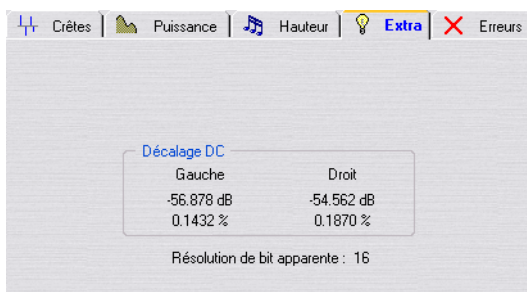 Crêtes Puissance Hauteur Extra Erreurs
Décalage DC
Gauche Droit
-56.878 dB -54.562 dB
0.1432 % 0.1870 %
Résolution de bit apparente : 16